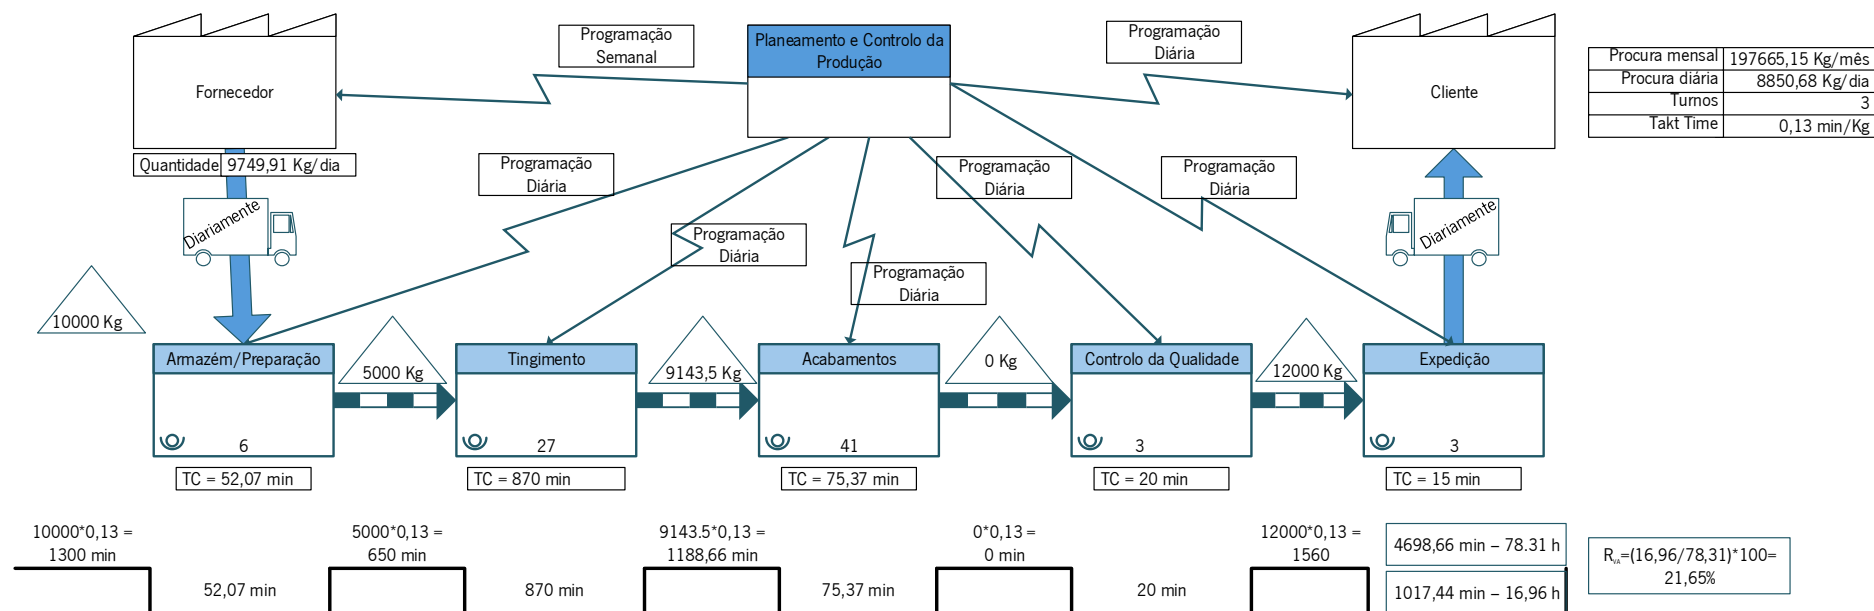 Programação
Semanal
Planeamento e Controlo da
Produção
Programação
Diária
Fornecedor
Cliente
Procura mensal 197665,15 Kg/mês
Procura diária 8850,68 Kg/dia
Turnos 3
Takt Time 0,13 min/Kg
Quantidade 9749,91 Kg/dia
Programação
Diária
Programação
Diária
Programação
Diária
Diariamente
Programação
Diária
Diariamente
Programação
Diária
10000 Kg
5000 Kg
9143,5 Kg
0 Kg
12000 Kg
Armazém/Preparação
Tingimento
Acabamentos
Controlo da Qualidade
Expedição
6
27
41
3
3
TC = 52,07 min
TC = 870 min
TC = 75,37 min
TC = 20 min
TC = 15 min
10000*0,13 =
1300 min
5000*0,13 =
650 min
9143.5*0,13 =
1188,66 min
0*0,13 =
0 min
12000*0,13 =
1560
4698,66 min – 78.31 h
52,07 min
870 min
75,37 min
20 min
1017,44 min – 16,96 h
RVA=(16,96/78,31)*100=
21,65%